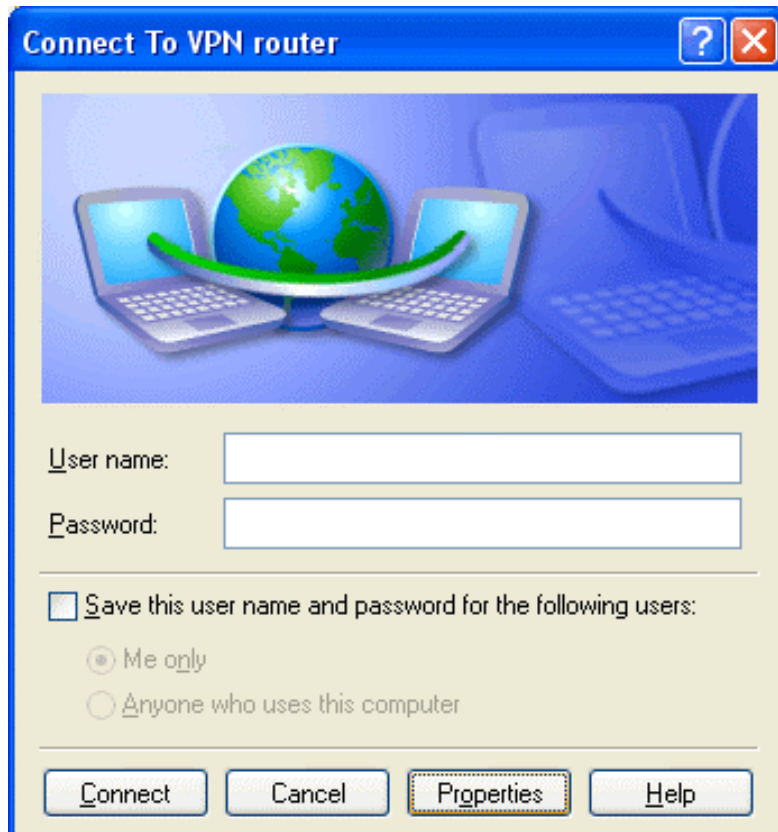 Connect To VPN router
User name:
Password:
Save this user name and password for the following users:
Me only
Anyone who uses this computer
Connect Cancel Properties Help